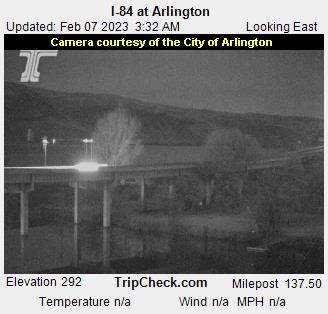 I-84 at Arlington
Updated: Feb 07 2023 3:32 AM Looking East
Camera courtesy of the City of Arlington
Elevation 292 TripCheck.com Milepost 137.50
Temperature n/a Wind n/a MPH n/a